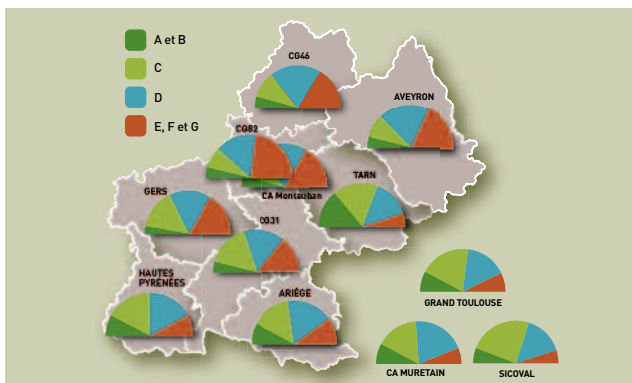 A et B
C
D
E, F et G
CG46
AVEYRON
CG82
CA Montauban
TARN
GERS
CG31
HAUTES
PYRÉNÉES
ARIÈGE
GRAND TOULOUSE
CA MURETAIN
SICOVAL